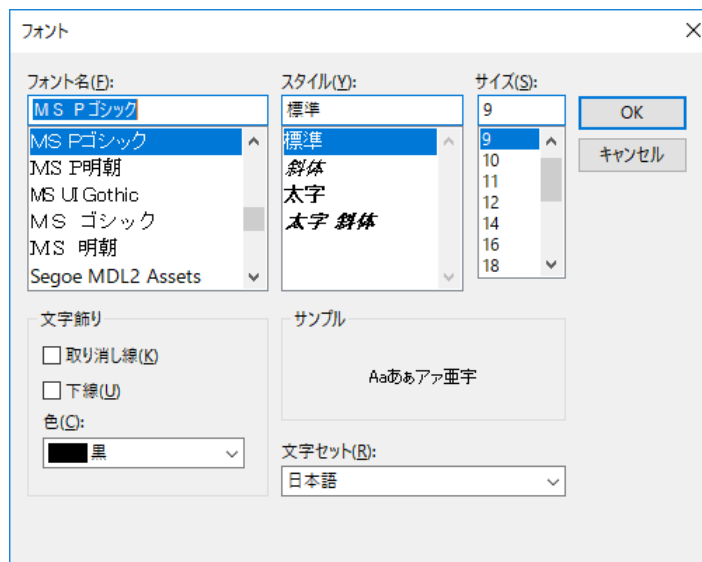 フォント
フォント名(F):
ＭＳ Ｐゴシック
MS Pゴシック
MS P明朝
MS UI Gothic
ＭＳ ゴシック
ＭＳ 明朝
Segoe MDL2 Assets
スタイル(Y):
標準
標準
斜体
太字
太字 斜体
サイズ(S):
9
9
10
11
12
14
16
18
OK
キャンセル
文字飾り
取り消し線(K)
下線(U)
色(C):
黒
サンプル
Aaあぁアァ亜宇
文字セット(R):
日本語